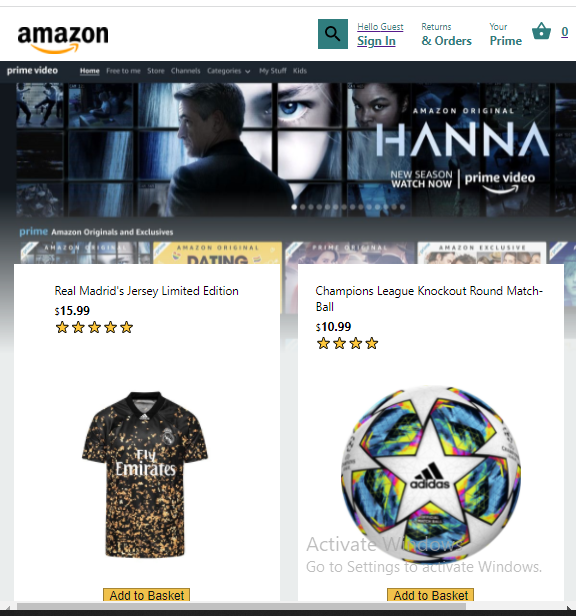 amazon
Hello Guest
Sign In
Returns
& Orders
Your
Prime
0
prime video Home Free to me Store Channels Categories My Stuff Kids
AMAZON ORIGINAL
HANNA
NEW SEASON
WATCH NOW
prime video
prime Amazon Originals and Exclusives
AMAZON ORIGINAL
AMAZON ORIGINAL
DATING
PRIME ORIGINAL
AMAZON EXCLUSIVE
Real Madrid's Jersey Limited Edition
$15.99
Champions League Knockout Round Match-
Ball
$10.99
Fly
Emirates
adidas
Activate Windows
Go to Settings to activate Windows.
Add to Basket
Add to Basket